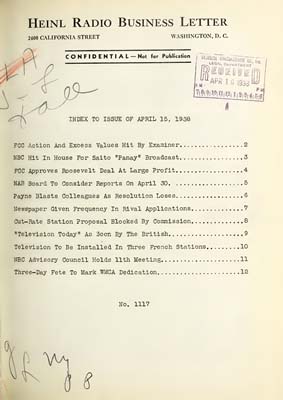 HEINL RADIO BUSINESS LETTER
2400 CALIFORNIA STREET WASHINGTON, D. C.
CONFIDENTIAL — Not for Publication
RECEIVED
APR 16 1938
INDEX TO ISSUE OF APRIL 15, 1938
FCC Action And Excess Values Hit By Examiner...............2
NBC Hit In House For Saito "Panay" Broadcast...............3
FCC Approves Roosevelt Deal At Large Profit................4
NAB Board To Consider Reports On April 30. ................5
Payne Blasts Colleagues As Resolution Loses................6
Newspaper Given Frequency In Rival Applications............7
Cut-Rate Station Proposal Blocked By Commission............8
"Television Today" As Seen By The British..................9
Television To Be Installed In Three French Stations........10
NBC Advisory Council Holds 11th Meeting....................11
Three-Day Fete To Mark WMCA Dedication.....................12
No. 1117